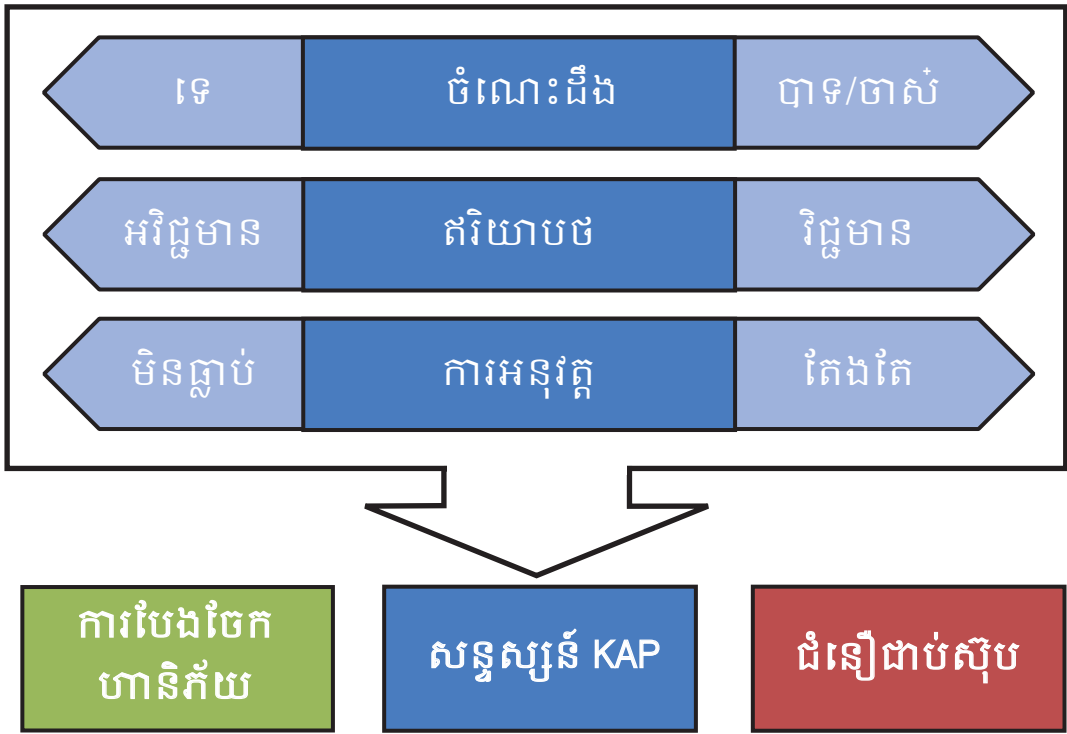 ទេ
ចំណេះដឹង
បាទ/ចាស៎
អវិជ្ជមាន
ឥរិយាបថ
វិជ្ជមាន
មិនធ្លាប់
ការអនុវត្ត
តែងតែ
ការបែងចែក
ហានិភ័យ
សន្ទស្សន៍ KAP
ជំនឿជាប់ស៊ុប